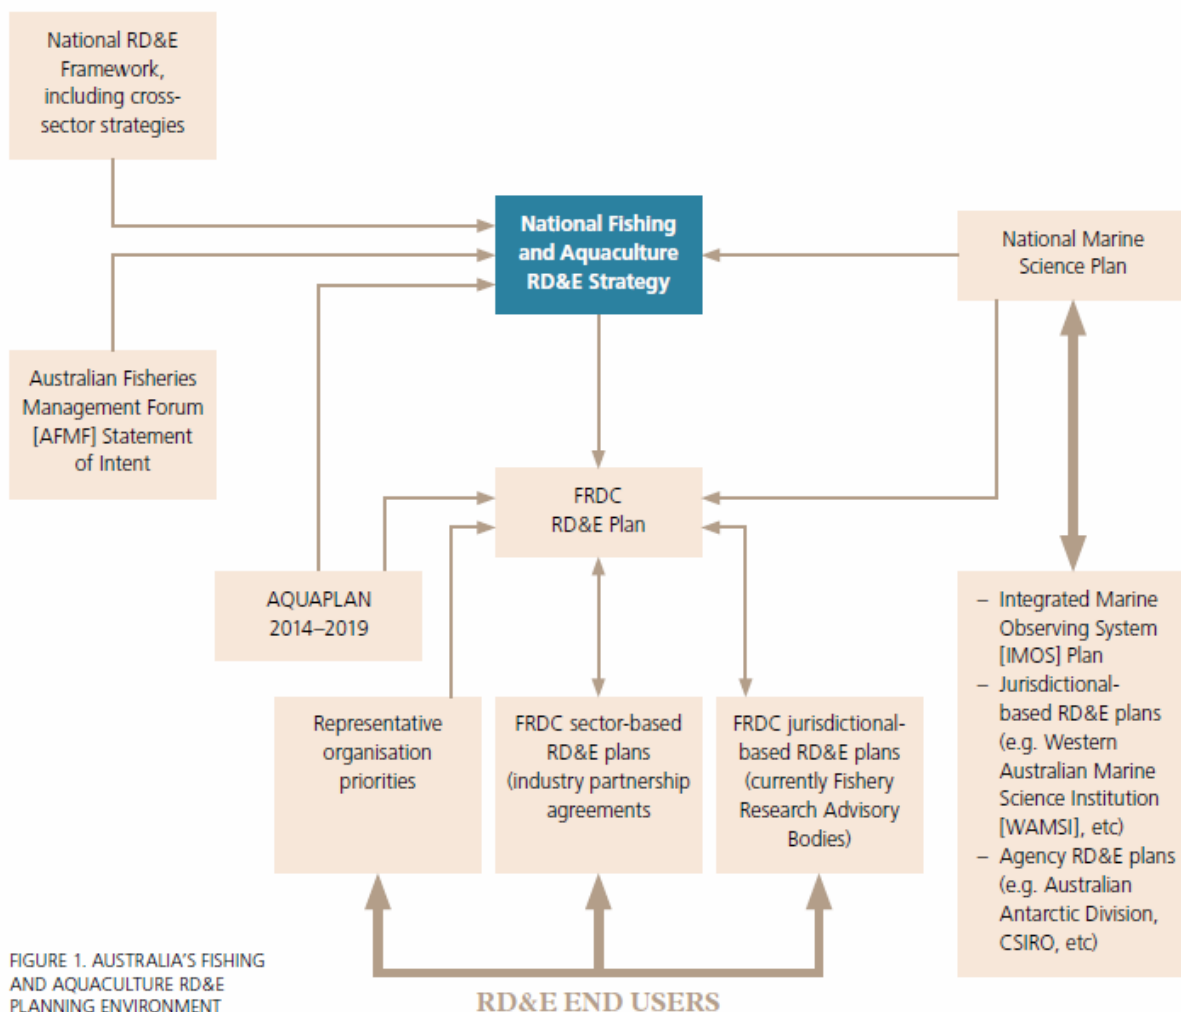 National RD&E
Framework,
including cross-
sector strategies
National Fishing
and Aquaculture
RD&E Strategy
National Marine
Science Plan
Australian Fisheries
Management Forum
[AFMF] Statement
of Intent
FRDC
RD&E Plan
AQUAPLAN
2014–2019
Representative
organisation
priorities
FRDC sector-based
RD&E plans
(industry partnership
agreements
FRDC jurisdictional-
based RD&E plans
(currently Fishery
Research Advisory
Bodies)
– Integrated Marine
Observing System
[IMOS] Plan
– Jurisdictional-
based RD&E plans
(e.g. Western
Australian Marine
Science Institution
[WAMSI], etc)
– Agency RD&E plans
(e.g. Australian
Antarctic Division,
CSIRO, etc)
FIGURE 1. AUSTRALIA'S FISHING
AND AQUACULTURE RD&E
PLANNING ENVIRONMENT
RD&E END USERS